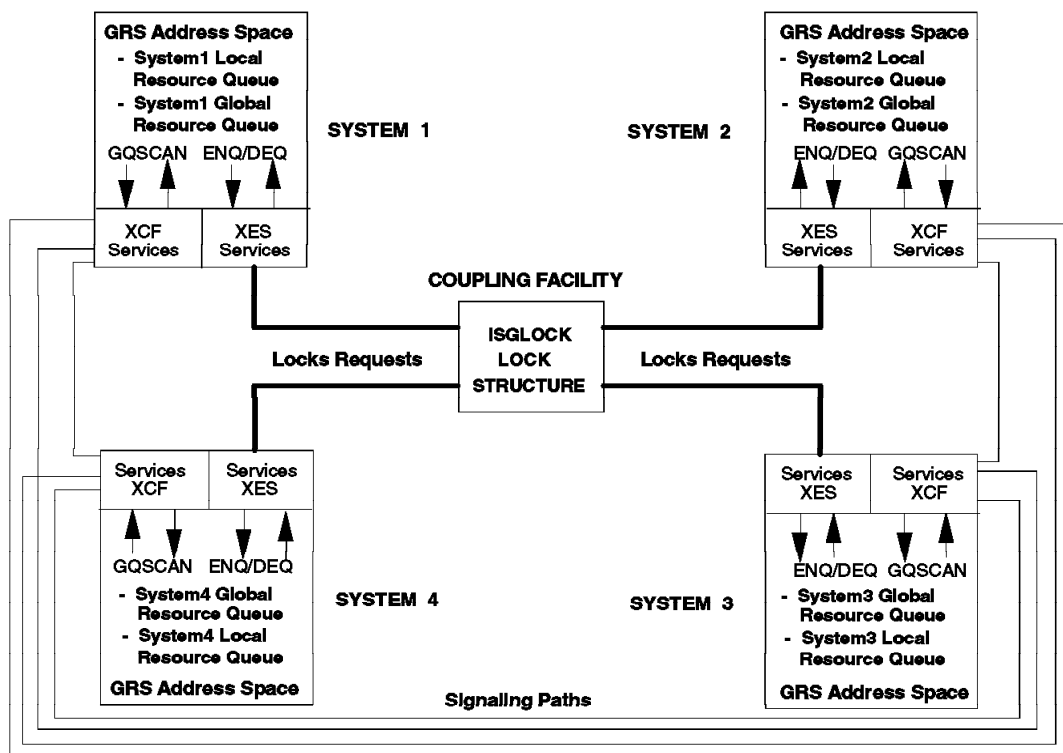 GRS Address Space
- System1 Local
Resource Queue
- System1 Global
Resource Queue
GQSCAN ENQ/DEQ
XCF
Services
XES
Services
SYSTEM 1
GRS Address Space
- System2 Local
Resource Queue
- System2 Global
Resource Queue
ENQ/DEQ GQSCAN
XES
Services
XCF
Services
SYSTEM 2
COUPLING FACILITY
ISGLOCK
LOCK
STRUCTURE
Locks Requests
Locks Requests
Services
XCF
Services
XES
GQSCAN ENQ/DEQ
- System4 Global
Resource Queue
- System4 Local
Resource Queue
GRS Address Space
SYSTEM 4
Services
XES
Services
XCF
ENQ/DEQ GQSCAN
- System3 Global
Resource Queue
- System3 Local
Resource Queue
GRS Address Space
SYSTEM 3
Signaling Paths